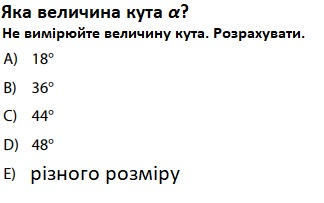 Яка величина кута α?
Не вимірюйте величину кута. Розрахувати.
A) 18°
B) 36°
C) 44°
D) 48°
E) різного розміру